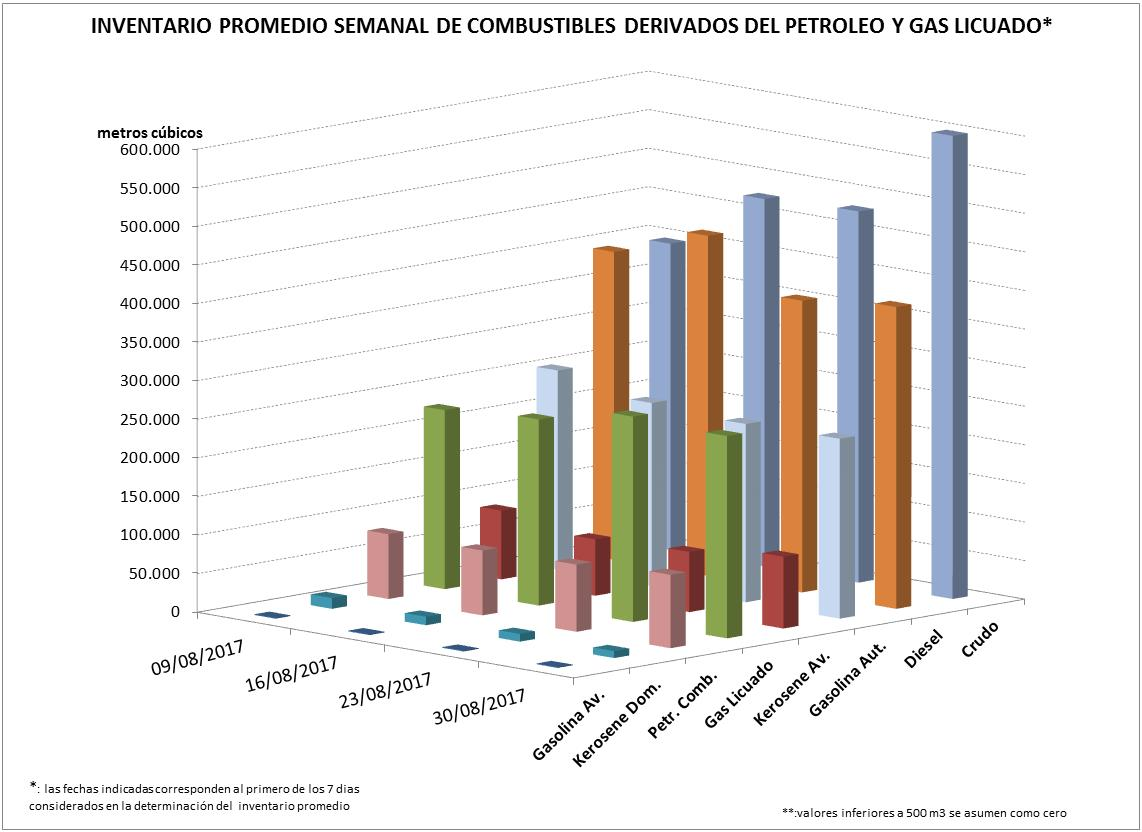 INVENTARIO PROMEDIO SEMANAL DE COMBUSTIBLES DERIVADOS DEL PETROLEO Y GAS LICUADO*
metros cúbicos
600.000
550.000
500.000
450.000
400.000
350.000
300.000
250.000
200.000
150.000
100.000
50.000
0
09/08/2017
16/08/2017
23/08/2017
30/08/2017
Gasolina Av.
Kerosene Dom.
Petr. Comb.
Gas Licuado
Kerosene Av.
Gasolina Aut.
Diesel
Crudo
*: las fechas indicadas corresponden al primero de los 7 dias
considerados en la determinación del inventario promedio
**:valores inferiores a 500 m3 se asumen como cero